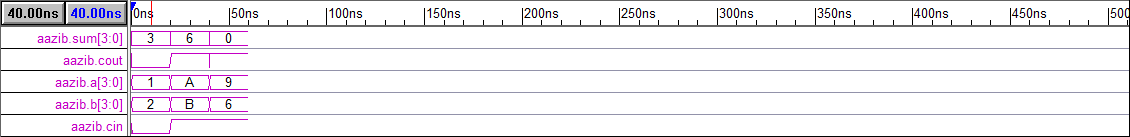 40.00ns 40.00ns 0ns 50ns 100ns 150ns 200ns 250ns 300ns 350ns 400ns 450ns 500
aazib.sum[3:0] 3 6 0
aazib.cout
aazib.a[3:0] 1 A 9
aazib.b[3:0] 2 B 6
aazib.cin